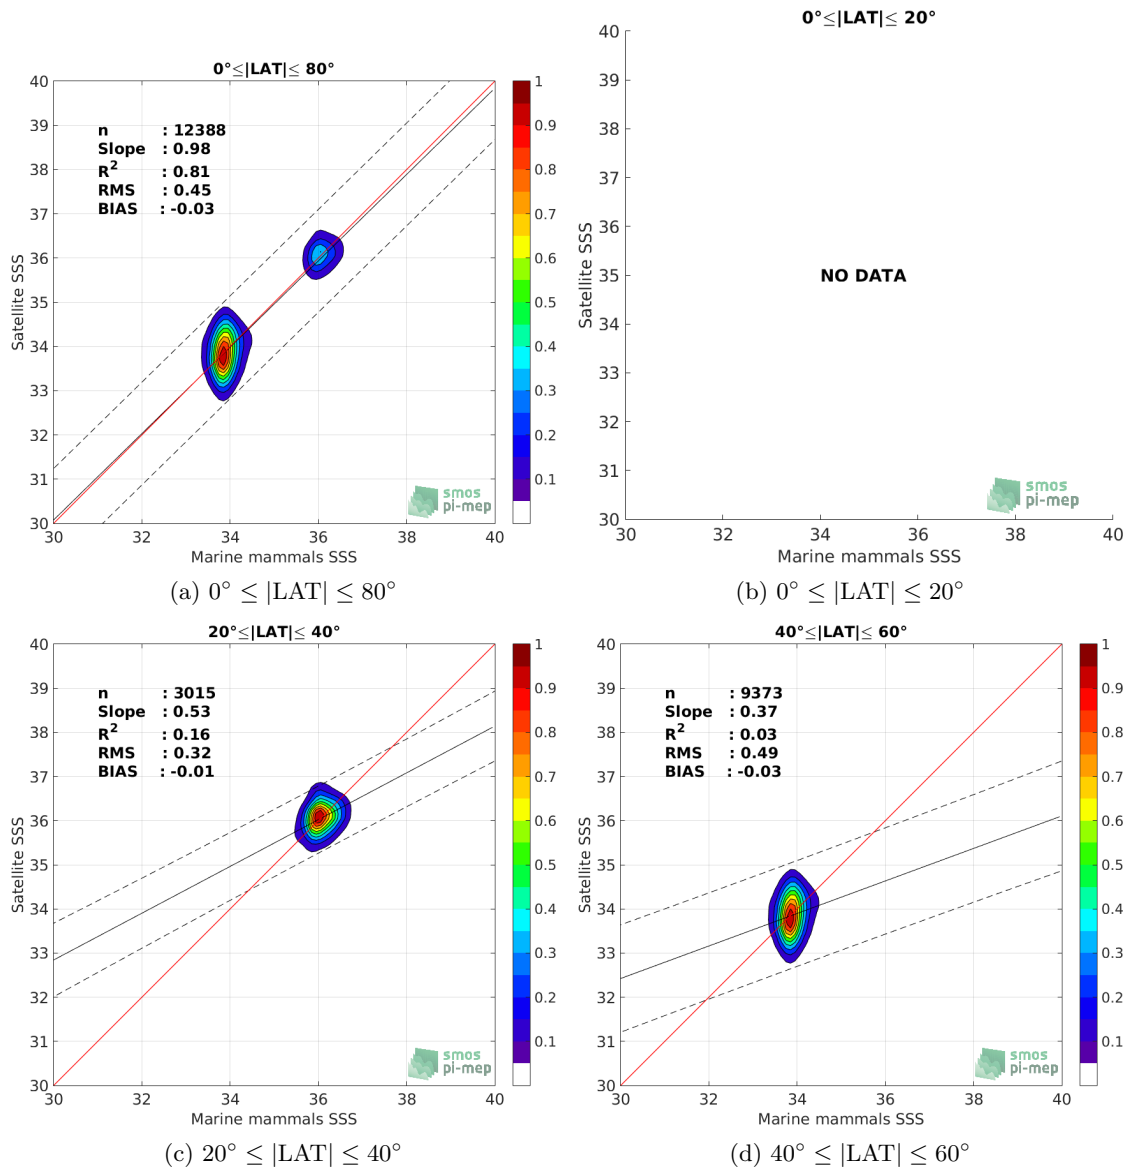 0°≤|LAT|≤ 80°
40
39
38
37
36
35
34
33
32
31
30
Satellite SSS
n : 12388
Slope : 0.98
R² : 0.81
RMS : 0.45
BIAS : -0.03
smos
pi-mep
30 32 34 36 38 40
Marine mammals SSS
1
0.9
0.8
0.7
0.6
0.5
0.4
0.3
0.2
0.1
(a) 0° ≤ |LAT| ≤ 80°
0°≤|LAT|≤ 20°
40
39
38
37
36
35
34
33
32
31
30
Satellite SSS
NO DATA
smos
pi-mep
30 32 34 36 38 40
Marine mammals SSS
(b) 0° ≤ |LAT| ≤ 20°
20°≤|LAT|≤ 40°
40
39
38
37
36
35
34
33
32
31
30
Satellite SSS
n : 3015
Slope : 0.53
R² : 0.16
RMS : 0.32
BIAS : -0.01
smos
pi-mep
30 32 34 36 38 40
Marine mammals SSS
1
0.9
0.8
0.7
0.6
0.5
0.4
0.3
0.2
0.1
(c) 20° ≤ |LAT| ≤ 40°
40°≤|LAT|≤ 60°
40
39
38
37
36
35
34
33
32
31
30
Satellite SSS
n : 9373
Slope : 0.37
R² : 0.03
RMS : 0.49
BIAS : -0.03
smos
pi-mep
30 32 34 36 38 40
Marine mammals SSS
1
0.9
0.8
0.7
0.6
0.5
0.4
0.3
0.2
0.1
(d) 40° ≤ |LAT| ≤ 60°